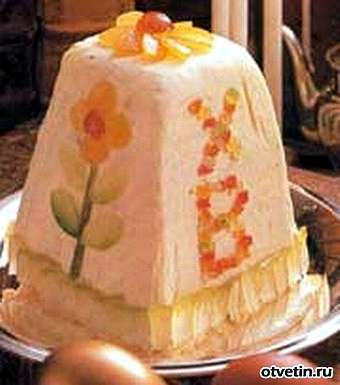 Х
В
otvetin.ru